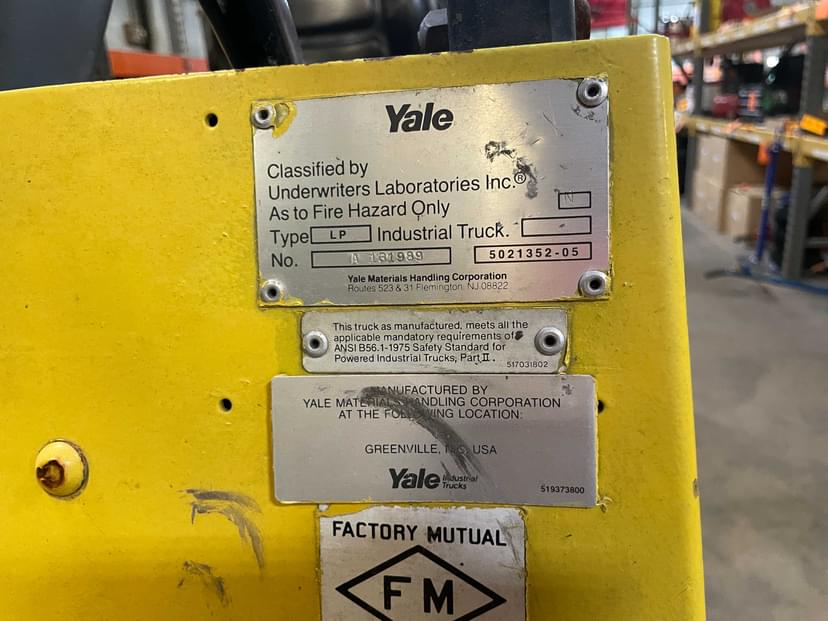 Yale
Classified by
Underwriters Laboratories Inc.®
As to Fire Hazard Only
N
Type LP Industrial Truck.
No. A 5021352-05
Yale Materials Handling Corporation
Routes 523 & 31 Flemington, NJ 08822
This truck as manufactured, meets all the
applicable mandatory requirements of
ANSI B56.1-1975 Safety Standard for
Powered Industrial Trucks, Part II.
517031802
MANUFACTURED BY
YALE MATERIALS HANDLING CORPORATION
AT THE FOLLOWING LOCATION:
GREENVILLE, N.C. USA
Yale Industrial
Trucks
519373800
FACTORY MUTUAL
FM